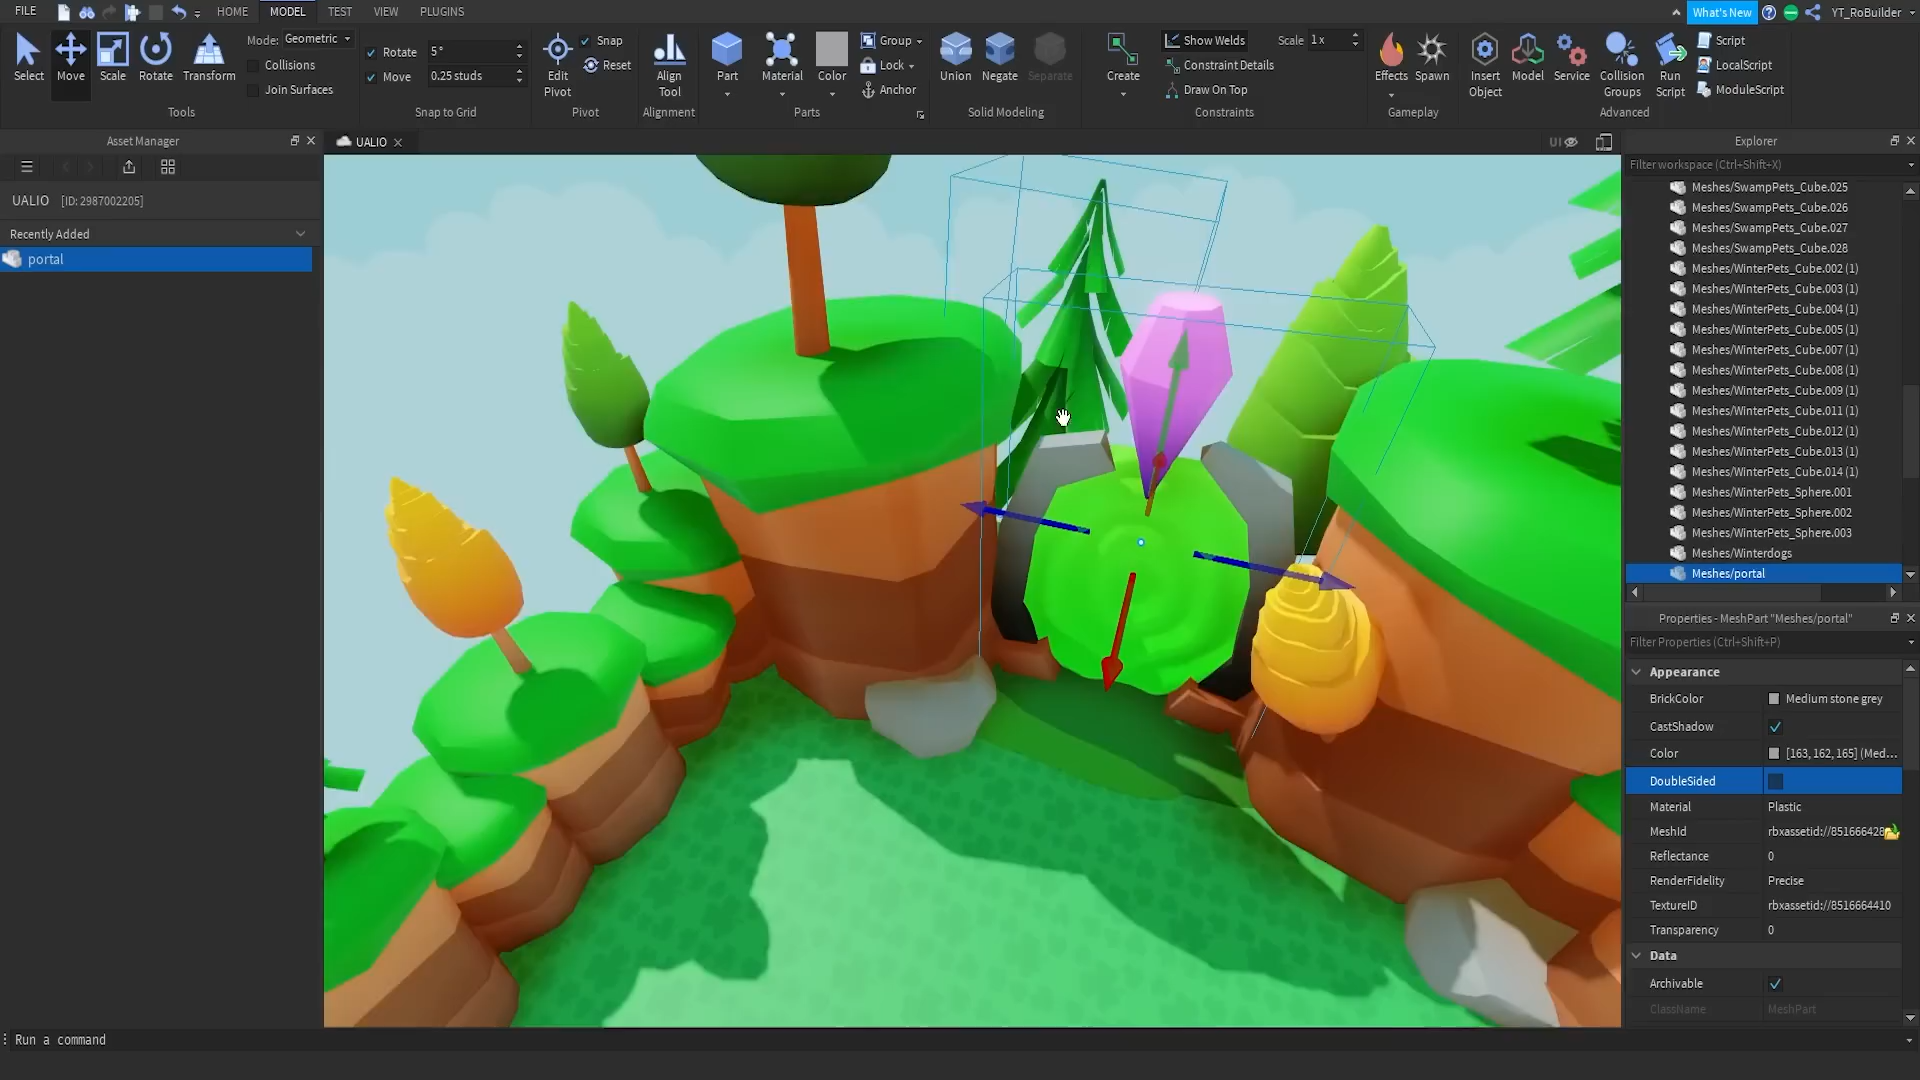 FILE HOME MODEL TEST VIEW PLUGINS What's New YT_RoBuilder
Select Move Scale Rotate Transform
Mode: Geometric
Collisions
Join Surfaces
Tools
Rotate 5°
Move 0.25 studs
Snap to Grid
Edit Pivot
Snap
Reset
Pivot
Align Tool
Alignment
Part Material Color
Group
Lock
Anchor
Parts
Union Negate Separate
Solid Modeling
Create
Show Welds
Constraint Details
Draw On Top
Scale 1x
Constraints
Effects Spawn
Gameplay
Insert Object
Model
Service
Collision Groups
Run Script
Script
LocalScript
ModuleScript
Advanced
Asset Manager
UALIO [ID: 2987002205]
Recently Added
portal
UALIO
UI
Explorer
Filter workspace (Ctrl+Shift+X)
Meshes/SwampPets_Cube.025
Meshes/SwampPets_Cube.026
Meshes/SwampPets_Cube.027
Meshes/SwampPets_Cube.028
Meshes/WinterPets_Cube.002 (1)
Meshes/WinterPets_Cube.003 (1)
Meshes/WinterPets_Cube.004 (1)
Meshes/WinterPets_Cube.005 (1)
Meshes/WinterPets_Cube.007 (1)
Meshes/WinterPets_Cube.008 (1)
Meshes/WinterPets_Cube.009 (1)
Meshes/WinterPets_Cube.011 (1)
Meshes/WinterPets_Cube.012 (1)
Meshes/WinterPets_Cube.013 (1)
Meshes/WinterPets_Cube.014 (1)
Meshes/WinterPets_Sphere.001
Meshes/WinterPets_Sphere.002
Meshes/WinterPets_Sphere.003
Meshes/Winterdogs
Meshes/portal
Properties - MeshPart "Meshes/portal"
Filter Properties (Ctrl+Shift+P)
Appearance
BrickColor Medium stone grey
CastShadow
Color [163, 162, 165] (Med...
DoubleSided
Material Plastic
MeshId rbxassetid://851666428
Reflectance 0
RenderFidelity Precise
TextureID rbxassetid://8516664410
Transparency 0
Data
Archivable
ClassName MeshPart
Run a command